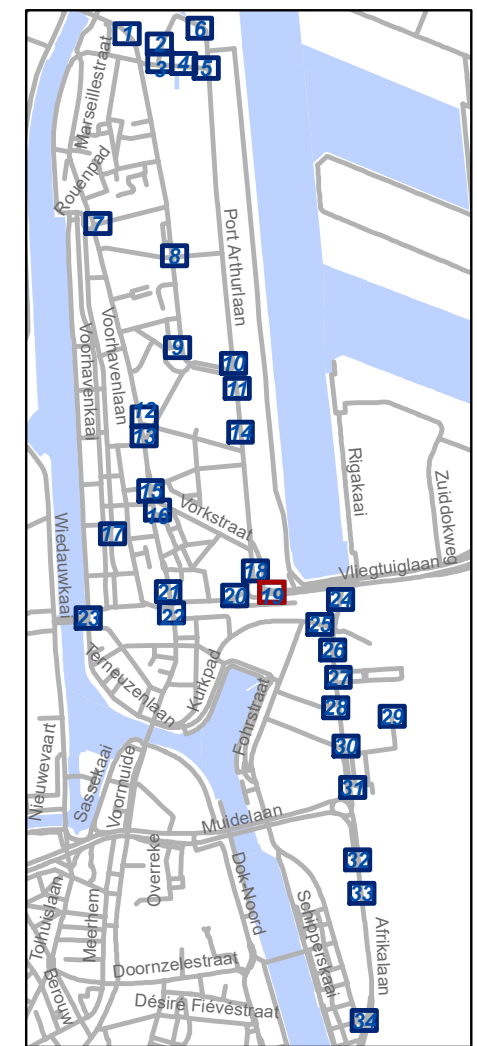 1
2
6
3
4
5
Marseillestraat
Rouenpad
7
Port Arthurlaan
8
Voorhavenlaan
Voorhavenkaai
9
10
11
12
13
14
Rigakaai
Zuiddokweg
15
16
Vorkstraat
17
Wiedauwkaai
Vliegtuiglaan
18
19
20
21
22
23
24
25
26
27
28
29
30
31
Terneuzenlaan
Kurkpad
Fohrstraat
Nieuwevaart
Sassekaai
Voormuide
Muidelaan
Overreke
Dok-Noord
32
33
Tolhuislaan
Meerhem
Schipperskaai
Afrikalaan
Doornzelestraat
Berouw
Désiré Fiévéstraat
34